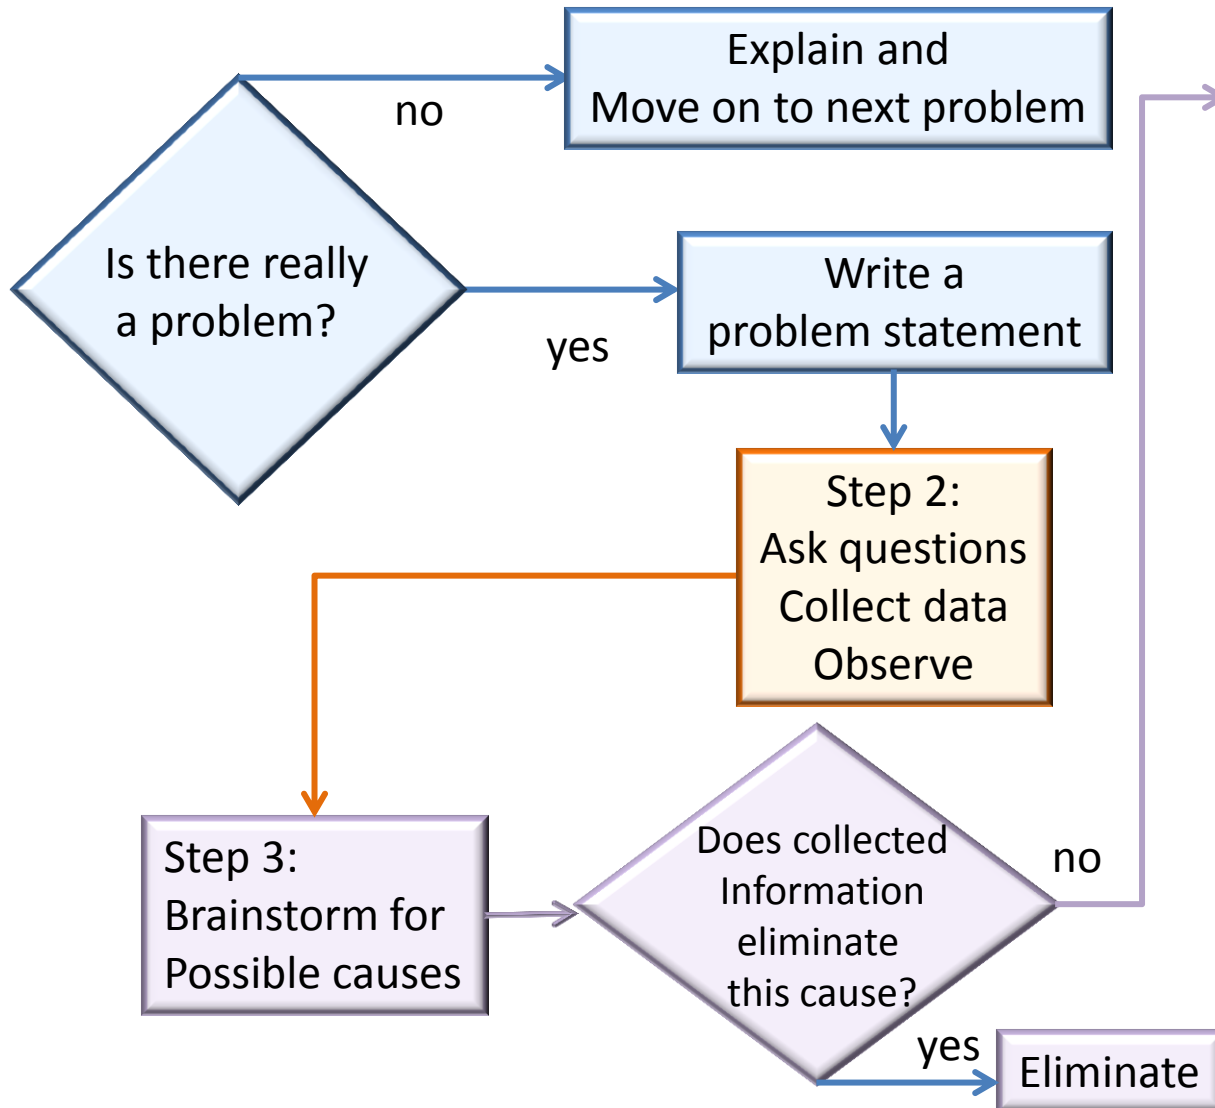 Explain and
Move on to next problem
no
Is there really
a problem?
yes
Write a
problem statement
Step 2:
Ask questions
Collect data
Observe
Step 3:
Brainstorm for
Possible causes
Does collected
Information
eliminate
this cause?
no
yes
Eliminate